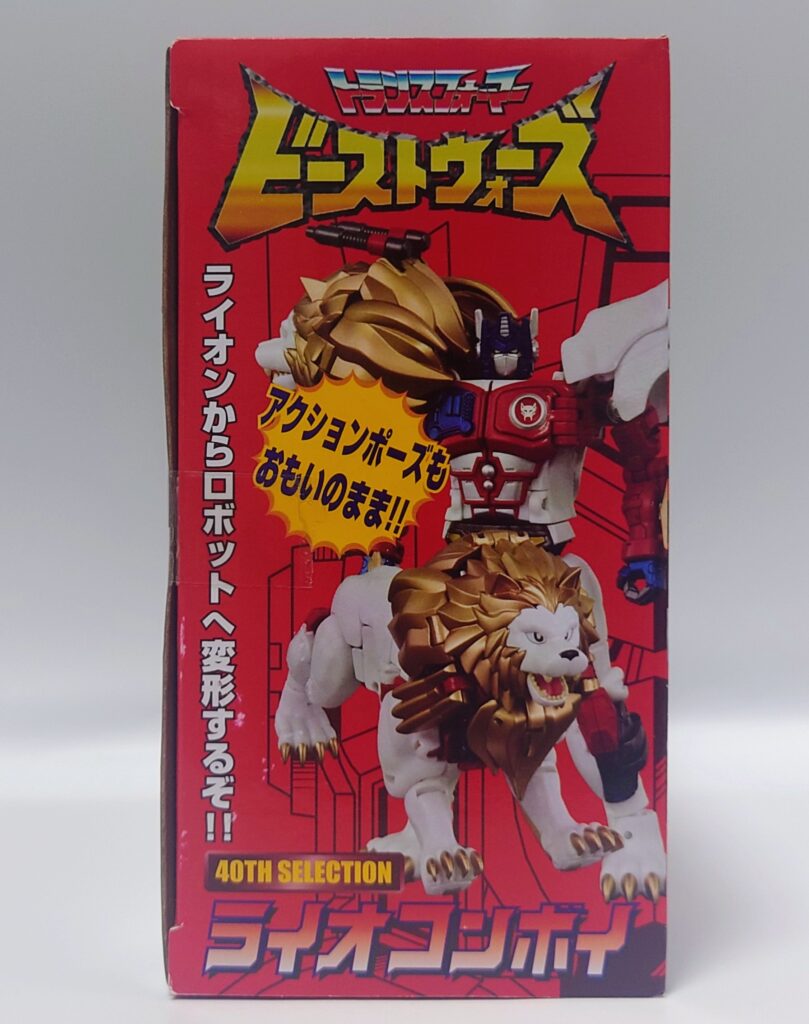 トランスフォーマー
ビーストウォーズ
ライオンからロボットへ変形するぞ!!
アクションポーズも
おもいのまま!!
40TH SELECTION
ライオコンボイ